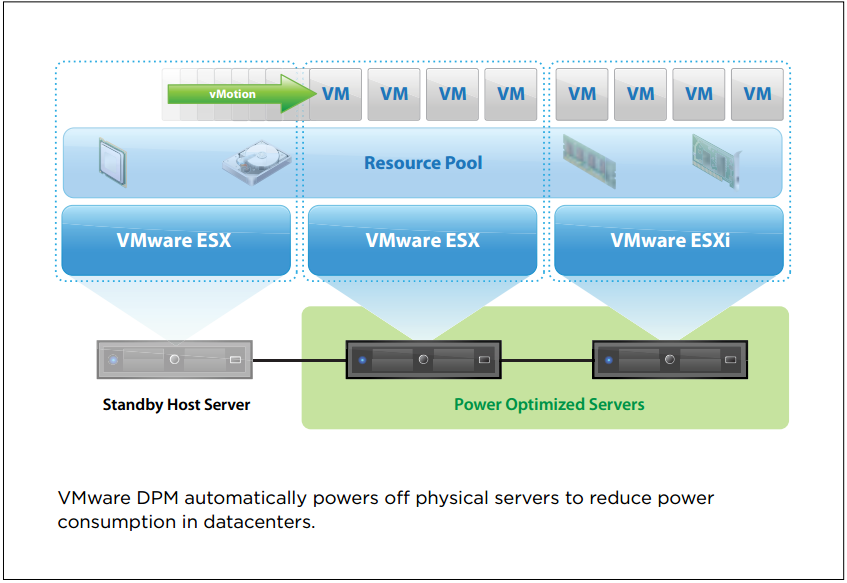 vMotion
VM VM VM VM VM VM VM VM
Resource Pool
VMware ESX VMware ESX VMware ESXi
Standby Host Server Power Optimized Servers
VMware DPM automatically powers off physical servers to reduce power
consumption in datacenters.